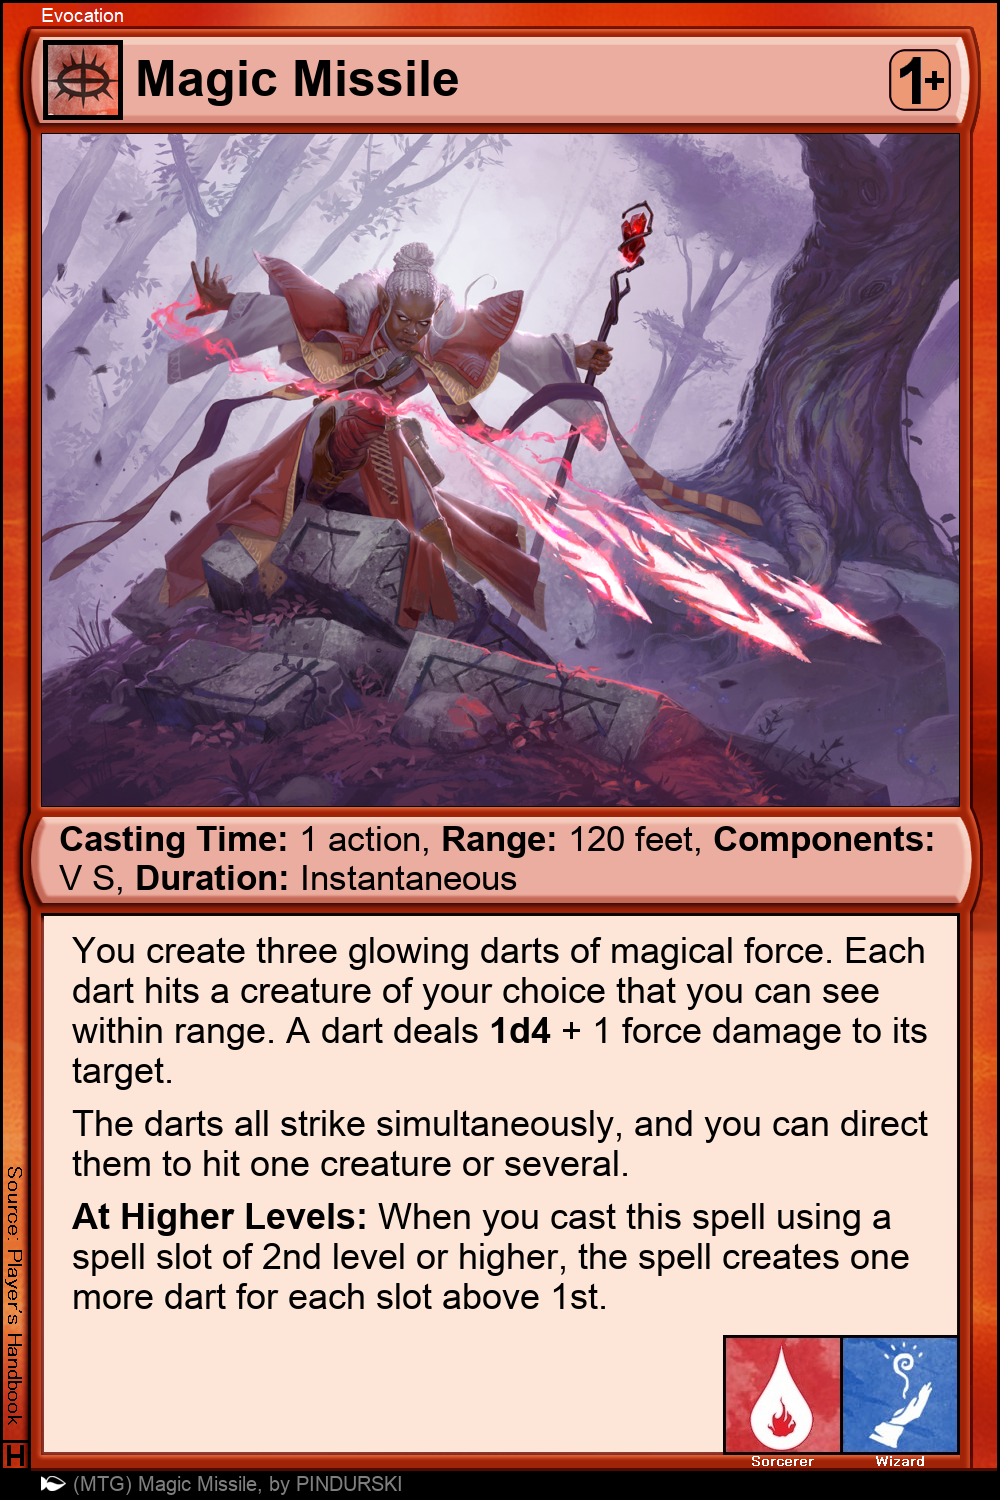 Evocation
Magic Missile
1+
Casting Time: 1 action, Range: 120 feet, Components:
V S, Duration: Instantaneous
You create three glowing darts of magical force. Each
dart hits a creature of your choice that you can see
within range. A dart deals 1d4 + 1 force damage to its
target.
The darts all strike simultaneously, and you can direct
them to hit one creature or several.
At Higher Levels: When you cast this spell using a
spell slot of 2nd level or higher, the spell creates one
more dart for each slot above 1st.
Source: Player's Handbook
H
Sorcerer
Wizard
(MTG) Magic Missile, by PINDURSKI